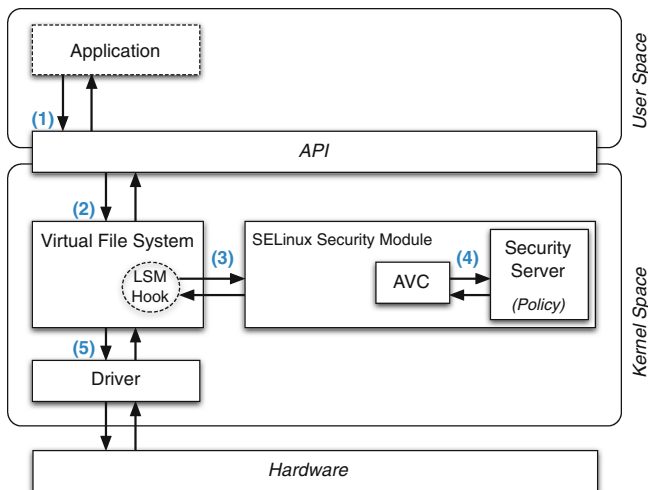 Application
User Space
(1)
API
(2)
Virtual File System
SELinux Security Module
(3)
(4)
Security
Server
LSM
Hook
AVC
(Policy)
Kernel Space
(5)
Driver
Hardware